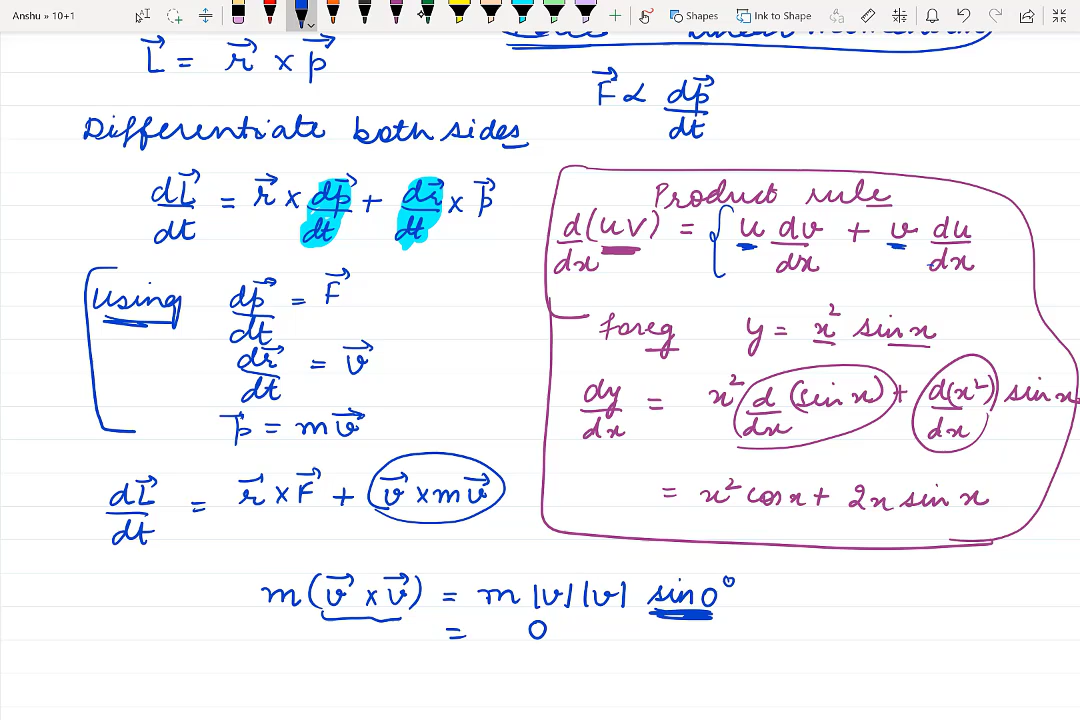 Anshu » 10+1
Shapes
Ink to Shape
Linear momentum
L⃗ = r⃗ × p⃗
F⃗ ∝ dp⃗/dt
Differentiate both sides
dL⃗/dt = r⃗ × dp⃗/dt + dr⃗/dt × p⃗
Using dp⃗/dt = F⃗
dr⃗/dt = v⃗
p⃗ = mv⃗
dL⃗/dt = r⃗ × F⃗ + (v⃗ × mv⃗)
Product rule
d/dx (uv) = { u dv/dx + v du/dx
For eg y = x² sin x
dy/dx = x² d/dx (sin x) + d(x²)/dx sin x
= x² cos x + 2x sin x
m(v⃗ × v⃗) = m |v| |v| sin 0°
= 0